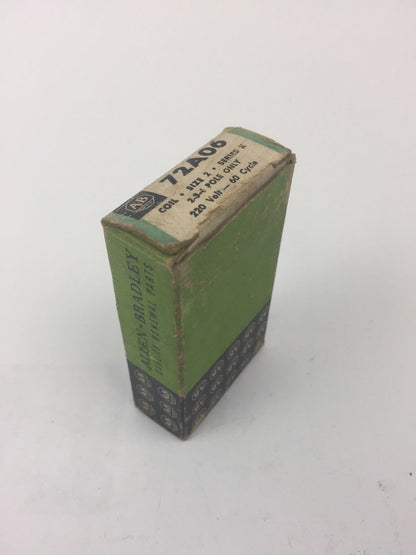 AB
72A06
COIL • SIZE 2 • SERIES K
2-3-4 POLE ONLY
220 Volt — 60 Cycle
ALLEN-BRADLEY
QUALITY RENEWAL PARTS